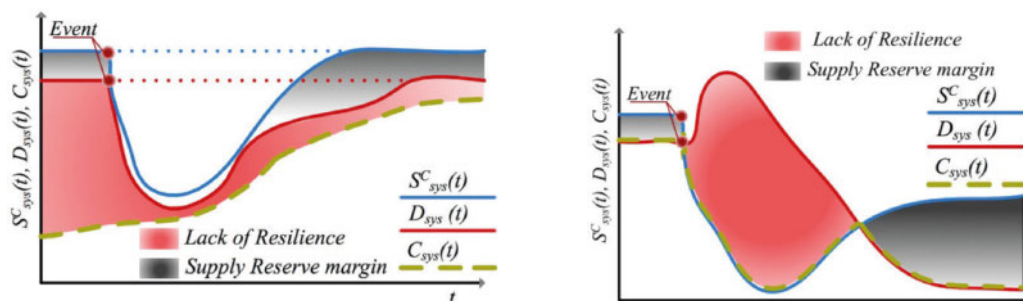 Event
S^C_sys(t), D_sys(t), C_sys(t)
S^C_sys(t)
D_sys (t)
C_sys(t)
Lack of Resilience
Supply Reserve margin
t
Lack of Resilience
Supply Reserve margin
Event
S^C_sys(t), D_sys(t), C_sys(t)
S^C_sys(t)
D_sys(t)
C_sys(t)